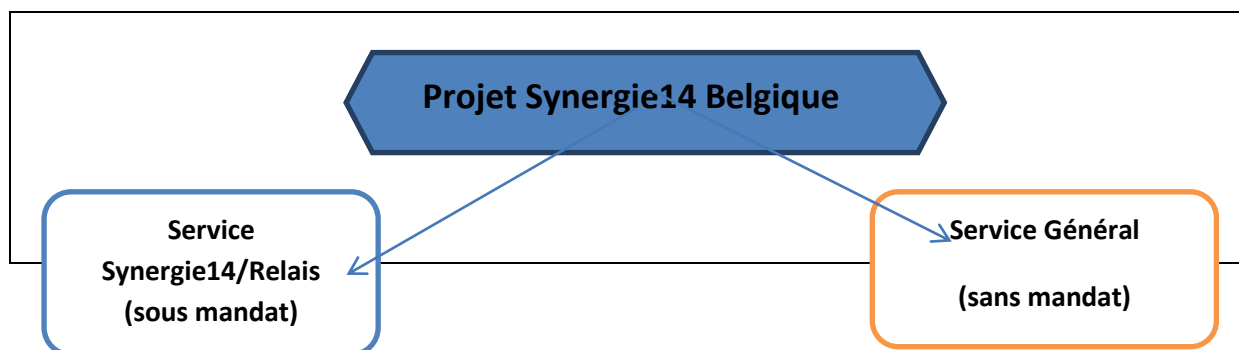 Projet Synergie14 Belgique
Service
Synergie14/Relais
(sous mandat)
Service Général
(sans mandat)